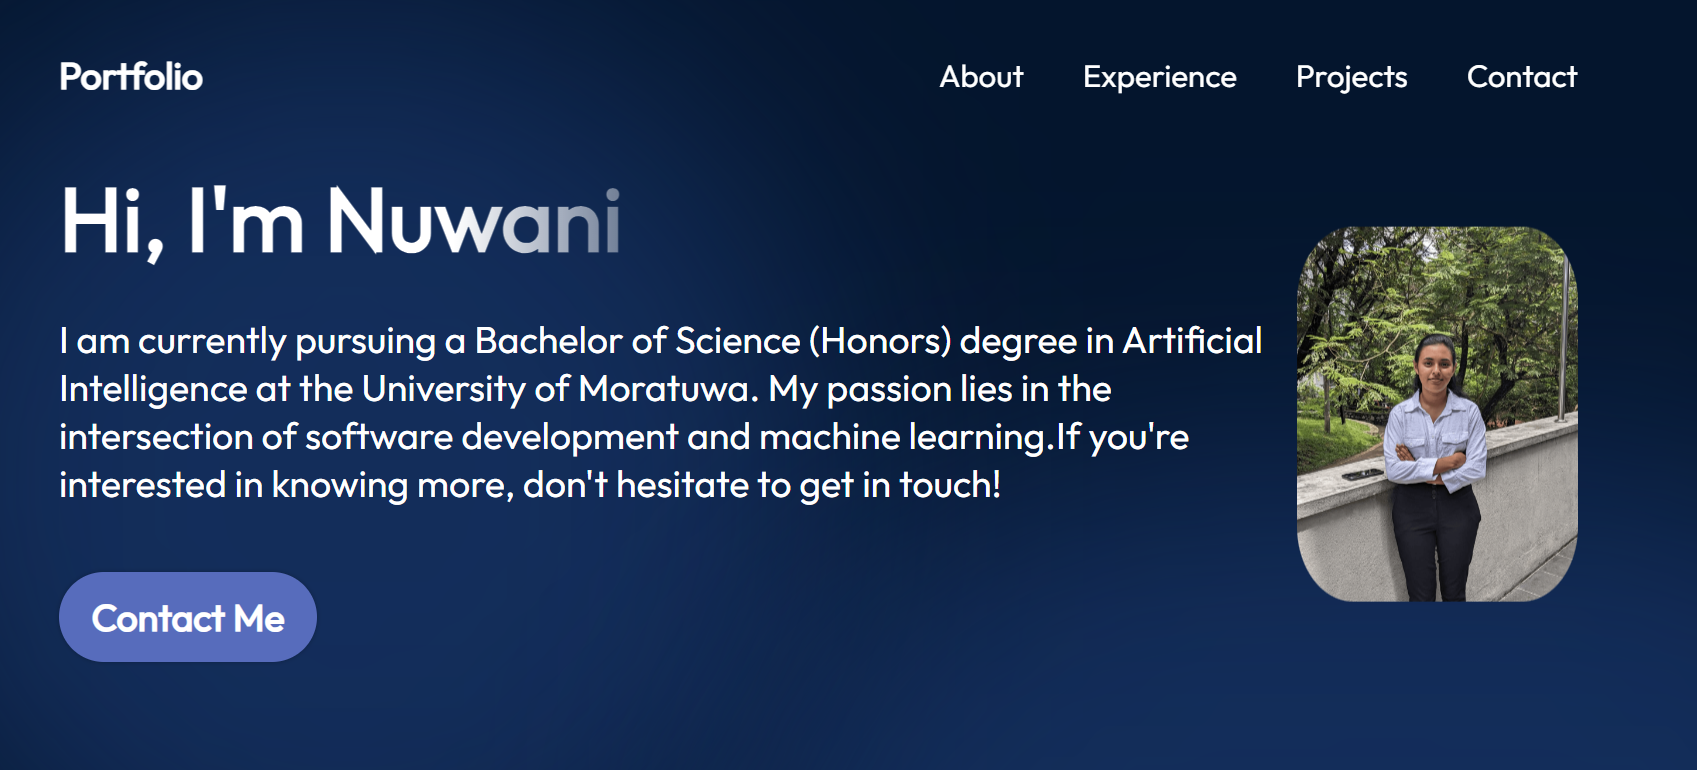 Portfolio
About Experience Projects Contact
Hi, I'm Nuwani
I am currently pursuing a Bachelor of Science (Honors) degree in Artificial
Intelligence at the University of Moratuwa. My passion lies in the
intersection of software development and machine learning.If you're
interested in knowing more, don't hesitate to get in touch!
Contact Me